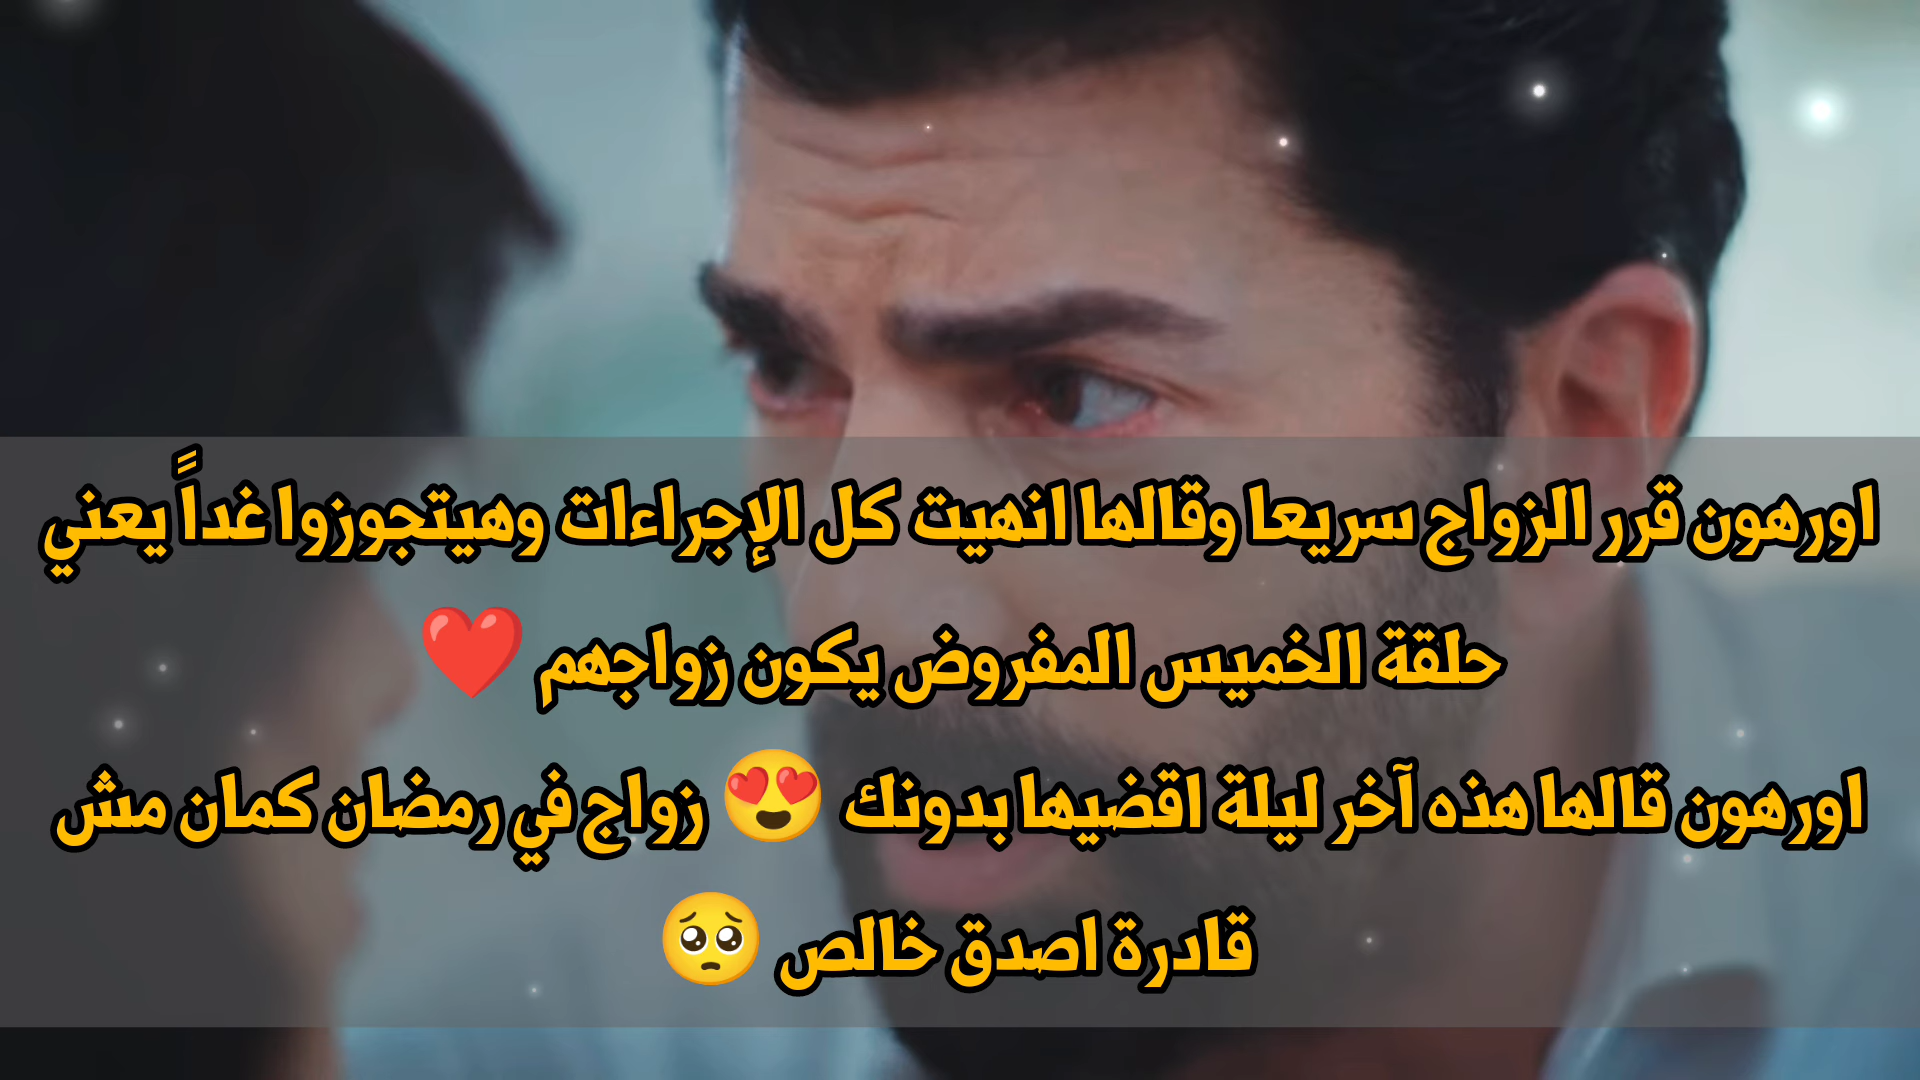 اورهون قرر الزواج سريعا وقالها انهيت كل الإجراءات وهيتجوزوا غداً يعني
حلقة الخميس المفروض يكون زواجهم ❤️
اورهون قالها هذه آخر ليلة اقضيها بدونك 😍 زواج في رمضان كمان مش
قادرة اصدق خالص 🥺